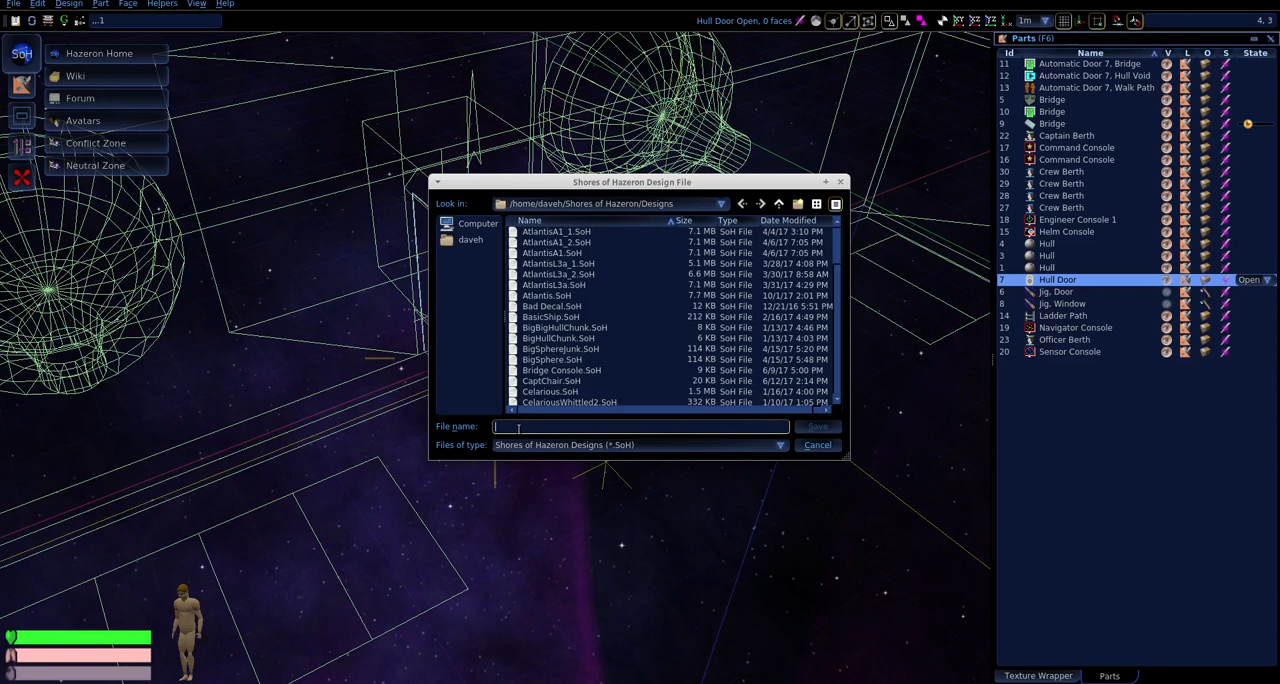 File Edit Design Part Face Helpers View Help
...1
Hull Door Open, 0 faces
1m
4, 3
SoH
Hazeron Home
Wiki
Forum
Avatars
Conflict Zone
Neutral Zone
Shores of Hazeron Design File
Look in: /home/daveh/Shores of Hazeron/Designs
Computer
daveh
Name Size Type Date Modified
AtlantisA1_1.SoH 7.1 MB SoH File 4/4/17 3:10 PM
AtlantisA1_2.SoH 7.1 MB SoH File 4/6/17 7:05 PM
AtlantisA1.SoH 7.1 MB SoH File 4/6/17 7:05 PM
AtlantisL3a_1.SoH 5.1 MB SoH File 3/28/17 4:08 PM
AtlantisL3a_2.SoH 6.6 MB SoH File 3/30/17 8:58 AM
AtlantisL3a.SoH 7.1 MB SoH File 3/31/17 4:29 PM
Atlantis.SoH 7.7 MB SoH File 10/1/17 2:01 PM
Bad Decal.SoH 12 KB SoH File 12/21/16 5:51 PM
BasicShip.SoH 212 KB SoH File 2/16/17 4:49 PM
BigBigHullChunk.SoH 8 KB SoH File 1/13/17 4:46 PM
BigHullChunk.SoH 6 KB SoH File 1/13/17 4:03 PM
BigSphereJunk.SoH 114 KB SoH File 4/15/17 5:20 PM
BigSphere.SoH 114 KB SoH File 4/15/17 5:48 PM
Bridge Console.SoH 9 KB SoH File 6/9/17 5:00 PM
CaptChair.SoH 20 KB SoH File 6/12/17 2:14 PM
Celarious.SoH 1.5 MB SoH File 1/16/17 4:00 PM
CelariousWhittled2.SoH 332 KB SoH File 1/10/17 1:05 PM
File name: Save
Files of type: Shores of Hazeron Designs (*.SoH) Cancel
Parts (F6)
Id Name V L O S State
11 Automatic Door 7, Bridge
12 Automatic Door 7, Hull Void
13 Automatic Door 7, Walk Path
5 Bridge
10 Bridge
9 Bridge
22 Captain Berth
17 Command Console
16 Command Console
30 Crew Berth
29 Crew Berth
28 Crew Berth
27 Crew Berth
18 Engineer Console 1
15 Helm Console
4 Hull
3 Hull
1 Hull
7 Hull Door Open
6 Jig, Door
8 Jig, Window
14 Ladder Path
19 Navigator Console
23 Officer Berth
20 Sensor Console
Texture Wrapper Parts